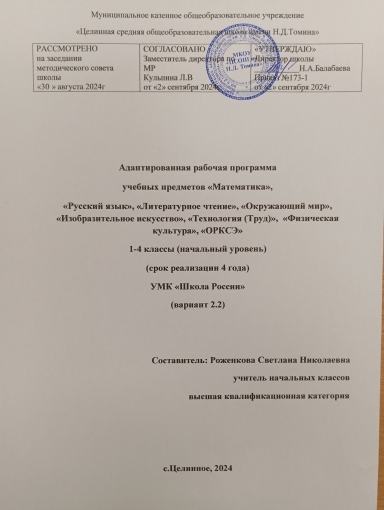 Муниципальное казенное общеобразовательное учреждение
«Целинная средняя общеобразовательная школа имени Н.Д.Томина»
РАССМОТРЕНО
на заседании
методического совета
школы
«30 » августа 2024г
СОГЛАСОВАНО
Заместитель директора по
МР
Кульпина Л.В
от «2» сентября 2024г
«УТВЕРЖДАЮ»
Директор школы
Н.А.Балабаева
Приказ №173-1
от «2» сентября 2024г
МКОУ
Н.Д. Томина»
Адаптированная рабочая программа
учебных предметов «Математика»,
«Русский язык», «Литературное чтение», «Окружающий мир»,
«Изобразительное искусство», «Технология (Труд)», «Физическая
культура», «ОРКСЭ»
1-4 классы (начальный уровень)
(срок реализации 4 года)
УМК «Школа России»
(вариант 2.2)
Составитель: Роженкова Светлана Николаевна
учитель начальных классов
высшая квалификационная категория
с.Целинное, 2024